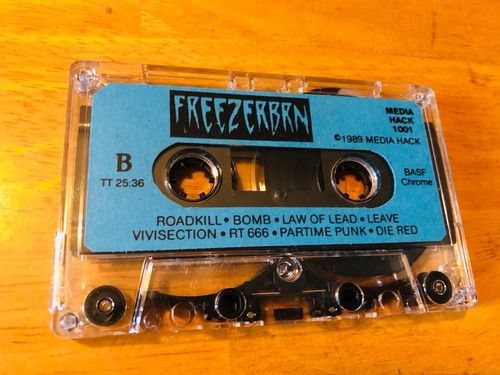 FREEZERBRN
MEDIA
HACK
1001
©1989 MEDIA HACK
B
TT 25:36
BASF
Chrome
ROADKILL • BOMB • LAW OF LEAD • LEAVE
VIVISECTION • RT 666 • PARTIME PUNK • DIE RED